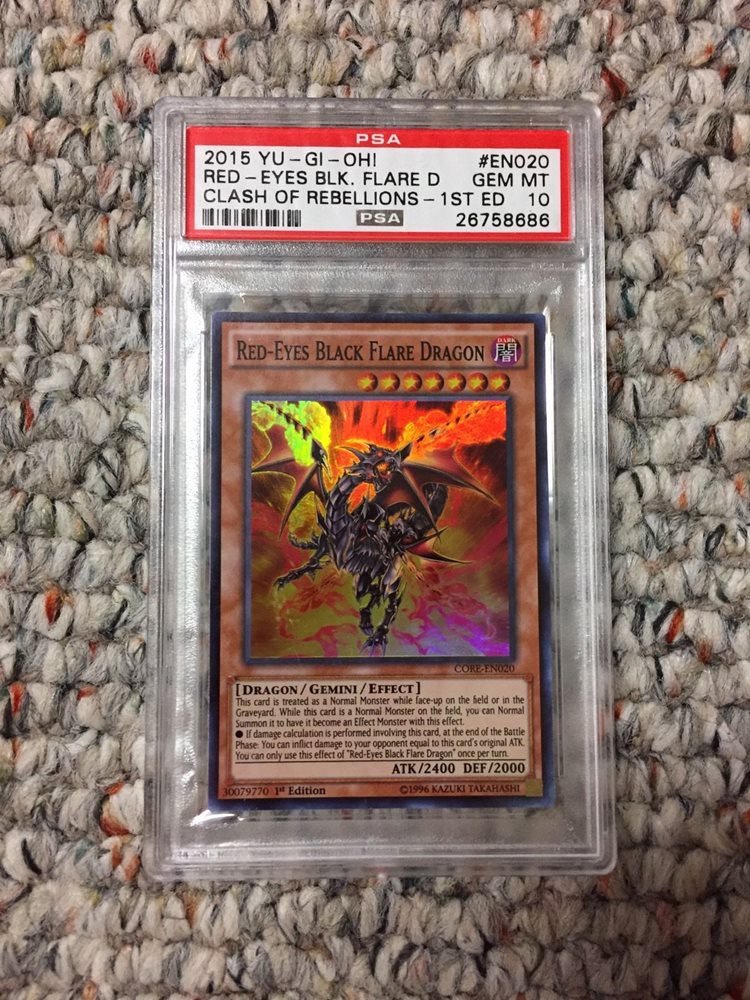 PSA
2015 YU-GI-OH! #EN020
RED-EYES BLK. FLARE D GEM MT
CLASH OF REBELLIONS-1ST ED 10
PSA 26758686
RED-EYES BLACK FLARE DRAGON
DARK
闇
CORE-EN020
[DRAGON/GEMINI/EFFECT]
This card is treated as a Normal Monster while face-up on the field or in the
Graveyard. While this card is a Normal Monster on the field, you can Normal
Summon it to have it become an Effect Monster with this effect.
● If damage calculation is performed involving this card, at the end of the Battle
Phase: You can inflict damage to your opponent equal to this card's original ATK.
You can only use this effect of "Red-Eyes Black Flare Dragon" once per turn.
ATK/2400 DEF/2000
30079770 1st Edition ©1996 KAZUKI TAKAHASHI